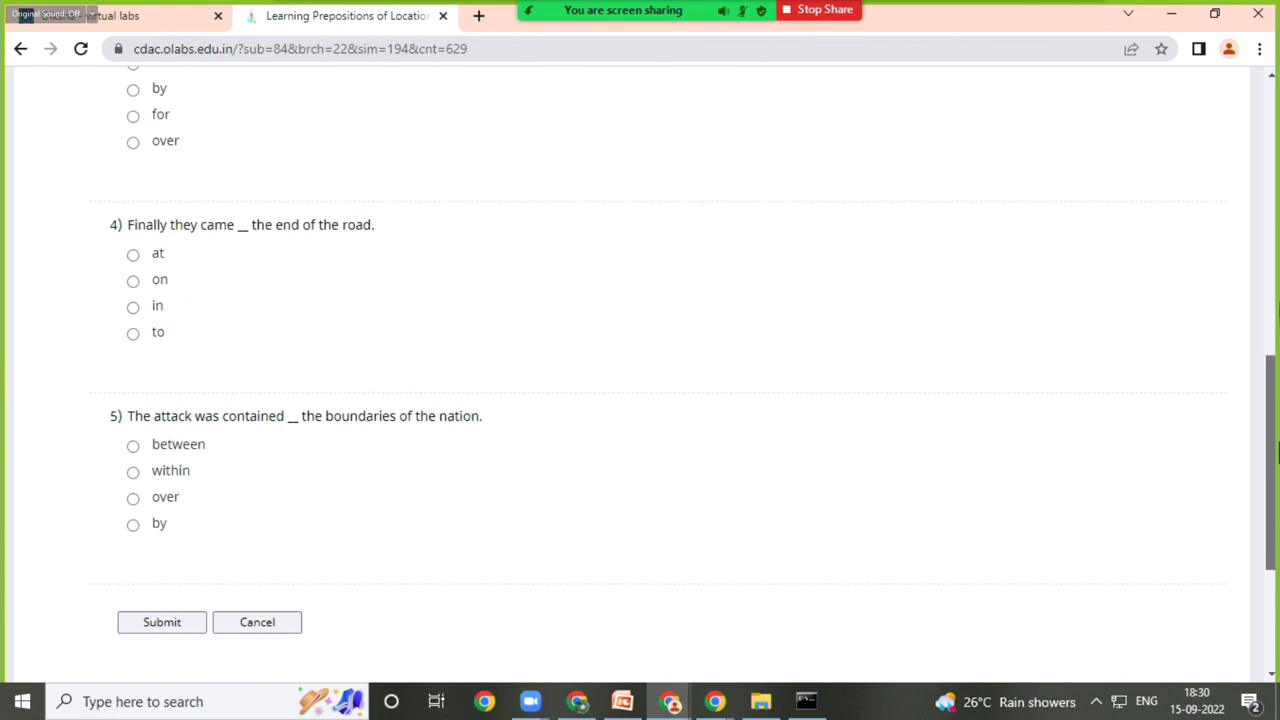 Original Sound: Off
virtual labs
Learning Prepositions of Location
You are screen sharing
Stop Share
cdac.olabs.edu.in/?sub=84&brch=22&sim=194&cnt=629
by
for
over
4) Finally they came __ the end of the road.
at
on
in
to
5) The attack was contained __ the boundaries of the nation.
between
within
over
by
Submit
Cancel
Type here to search
26°C Rain showers
ENG
18:30
15-09-2022
2